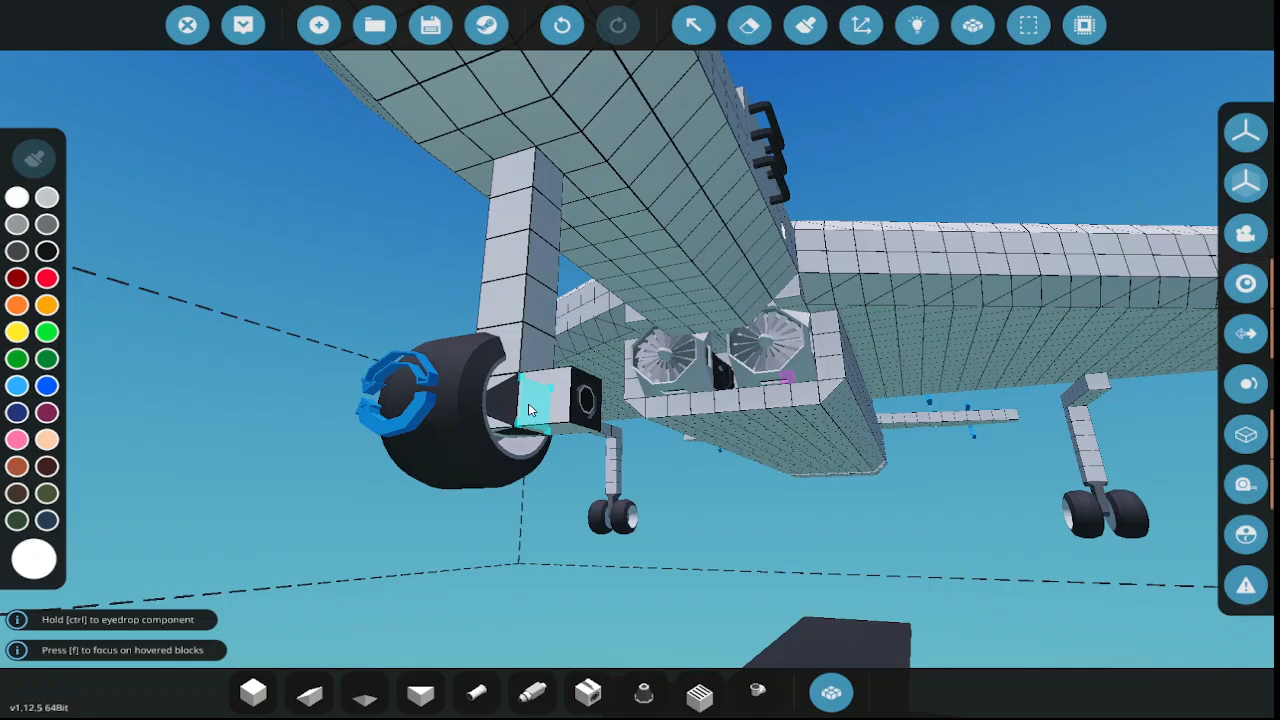 Hold [ctrl] to eyedrop component
Press [f] to focus on hovered blocks
v1.12.5 64Bit